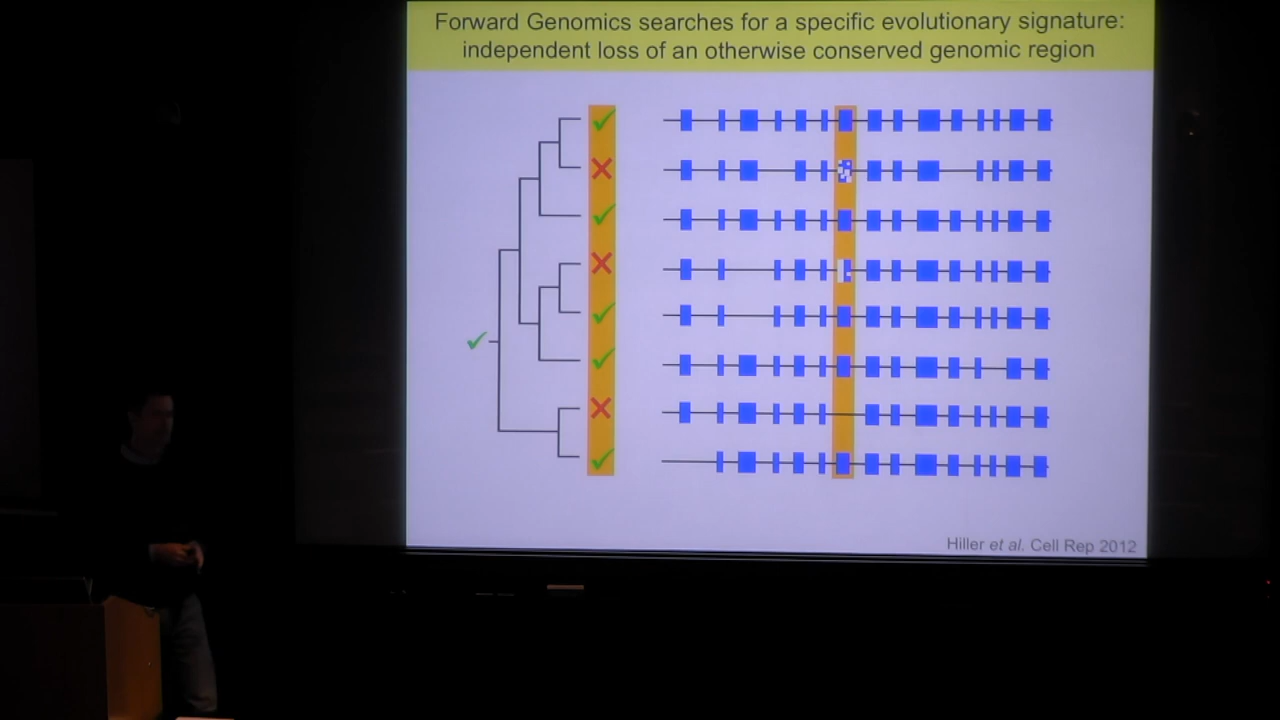 Forward Genomics searches for a specific evolutionary signature:
independent loss of an otherwise conserved genomic region
Hiller et al. Cell Rep 2012